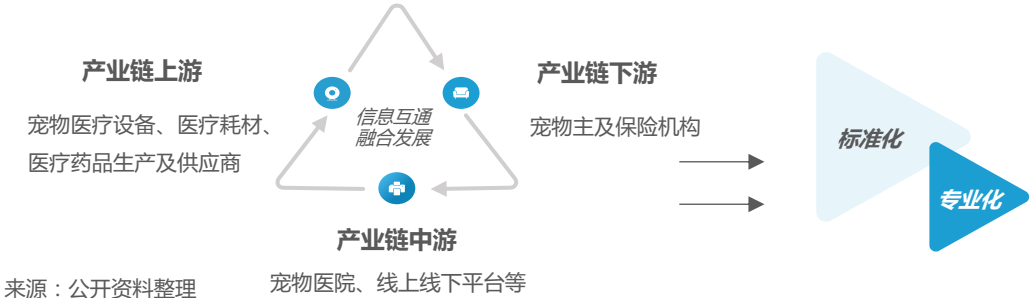 产业链上游
宠物医疗设备、医疗耗材、
医疗药品生产及供应商
信息互通
融合发展
产业链下游
宠物主及保险机构
标准化
专业化
产业链中游
宠物医院、线上线下平台等
来源：公开资料整理